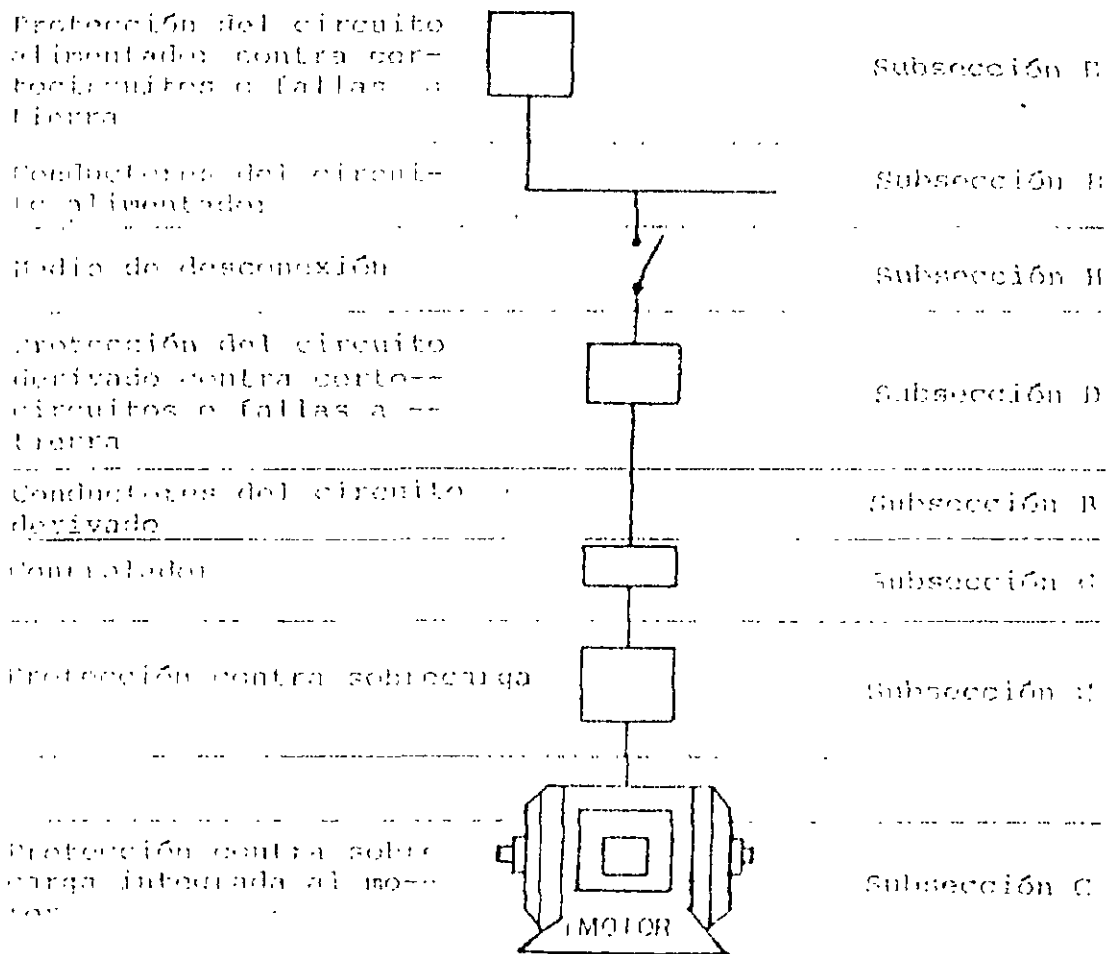 Protección del circuito
alimentador contra cor-
tocircuitos o fallas a
tierra
Subsección
Conductores del circui-
to alimentador
Subsección B
Medio de desconexión
Subsección H
Protección del circuito
derivado contra corto--
circuitos o fallas a --
tierra
Subsección D
Conductores del circuito
derivado
Subsección B
Controlador
Subsección G
Protección contra sobrecarga
Subsección
Protección contra sobre
carga integrada al mo--
tor
Subsección C
MOTOR